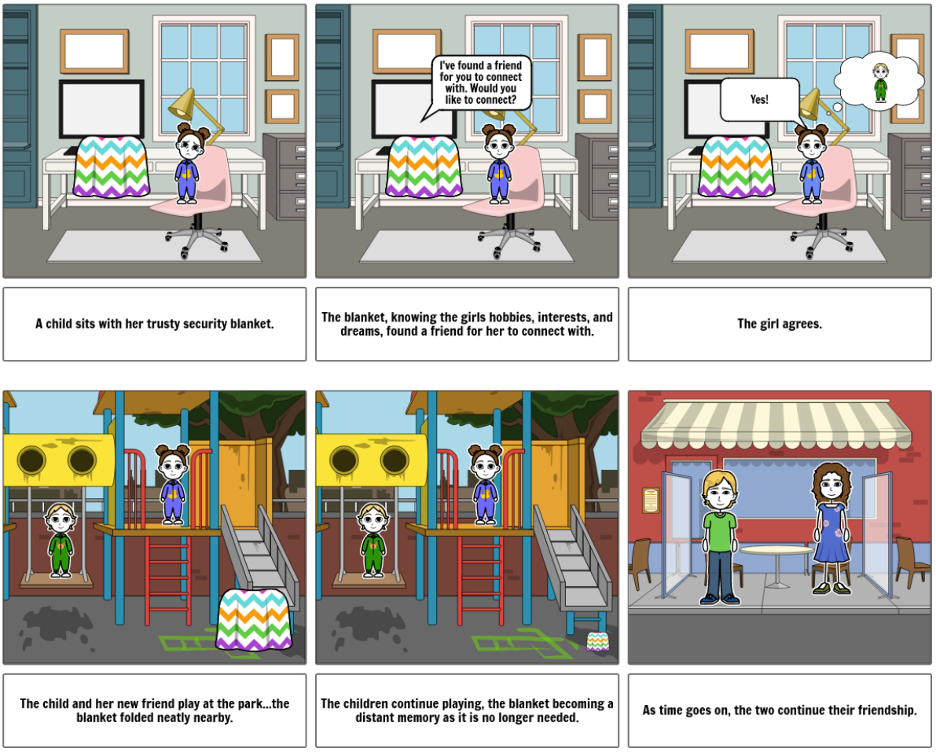 I've found a friend
for you to connect
with. Would you
like to connect?
Yes!
A child sits with her trusty security blanket.
The blanket, knowing the girls hobbies, interests, and
dreams, found a friend for her to connect with.
The girl agrees.
The child and her new friend play at the park...the
blanket folded neatly nearby.
The children continue playing, the blanket becoming a
distant memory as it is no longer needed.
As time goes on, the two continue their friendship.